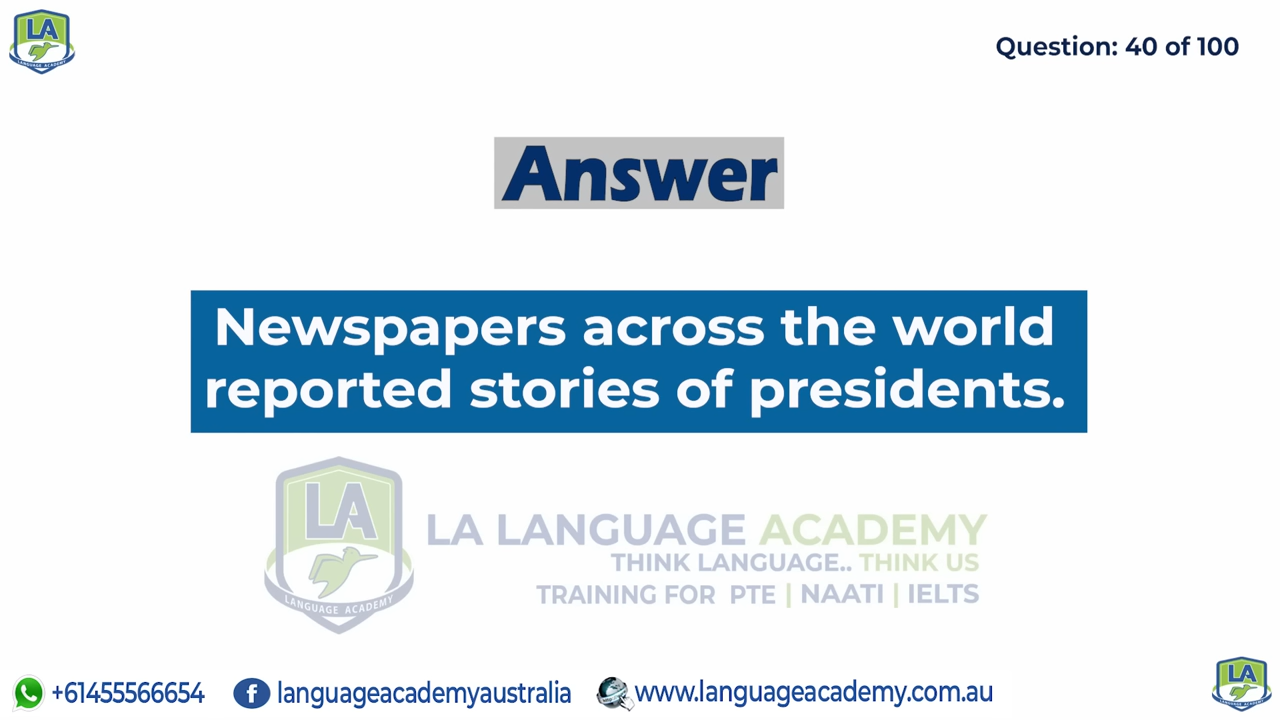 LA
LANGUAGE ACADEMY
Question: 40 of 100
Answer
Newspapers across the world
reported stories of presidents.
LA
LANGUAGE ACADEMY
LA LANGUAGE ACADEMY
THINK LANGUAGE.. THINK US
TRAINING FOR PTE | NAATI | IELTS
+61455566654
f languageacademyaustralia
www.languageacademy.com.au
LA
LANGUAGE ACADEMY